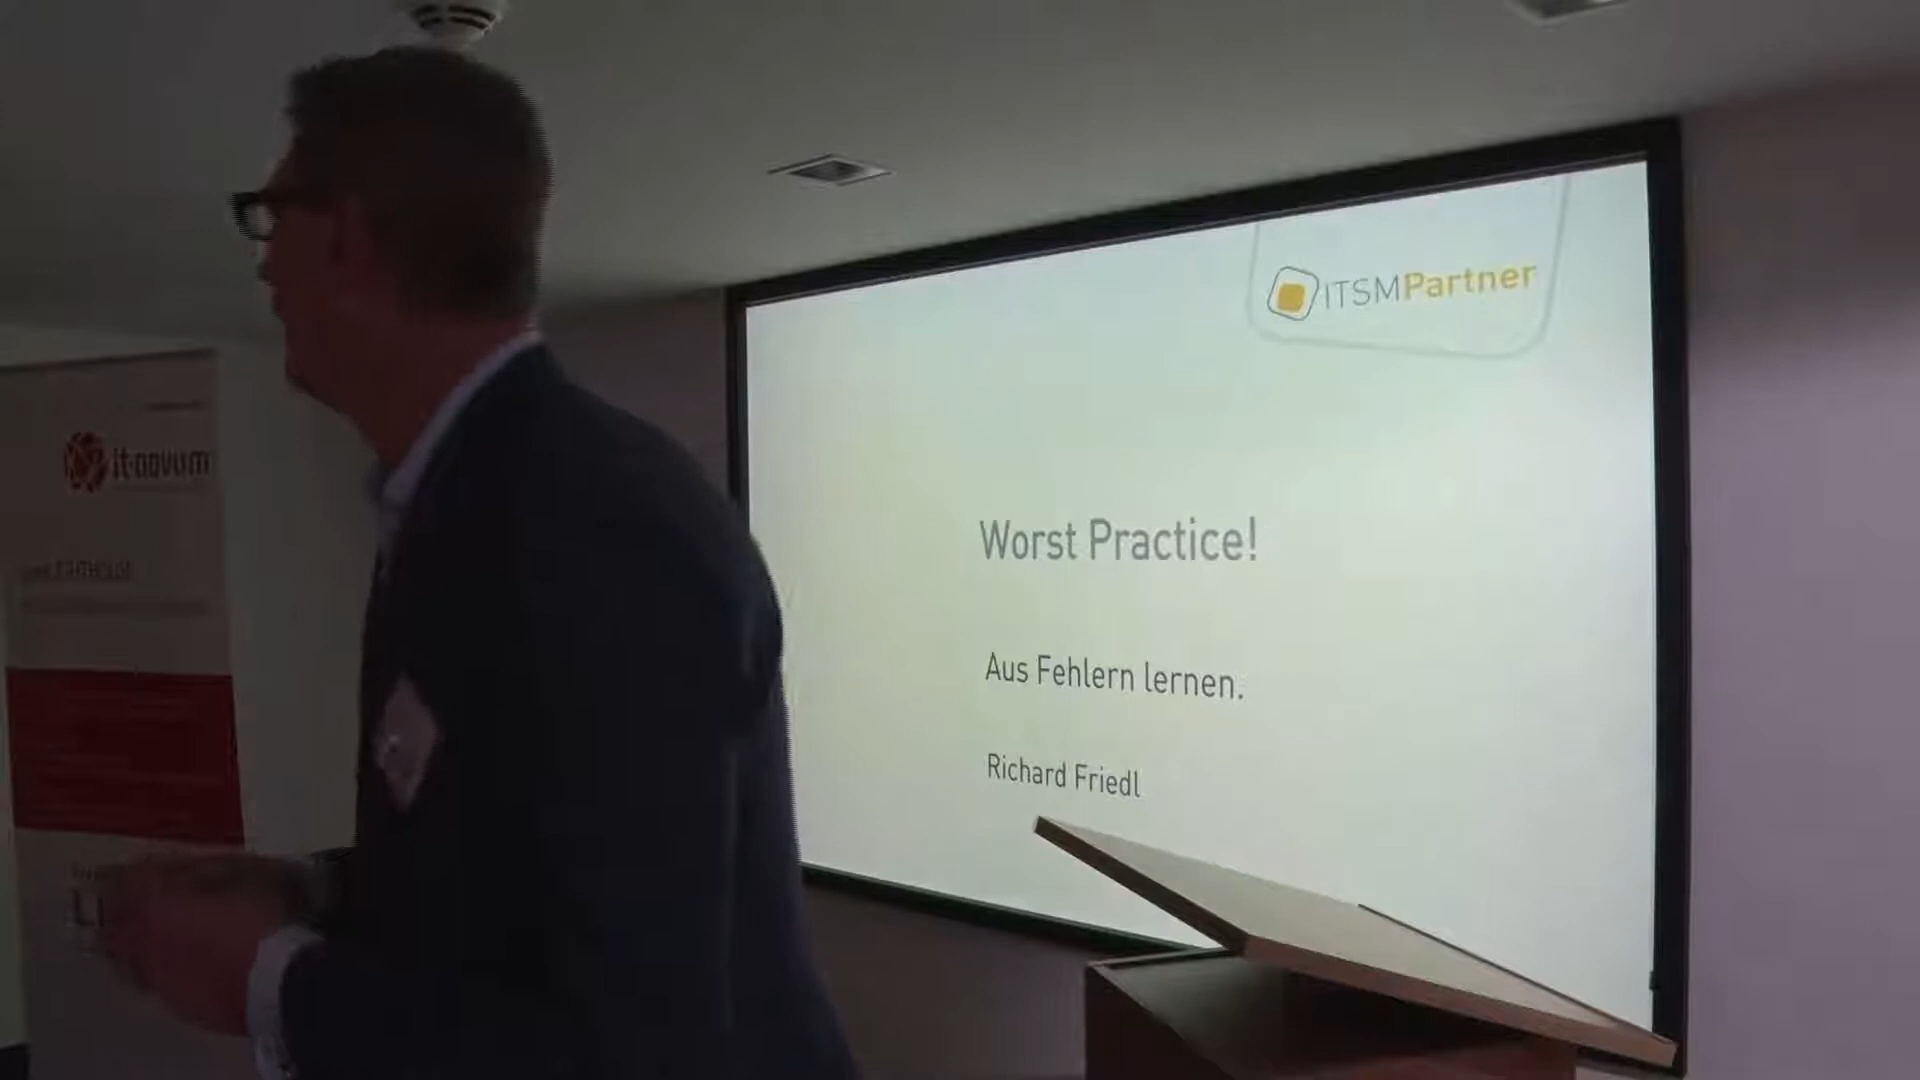 ITSMPartner
it-novum
Worst Practice!
Aus Fehlern lernen.
Richard Friedl